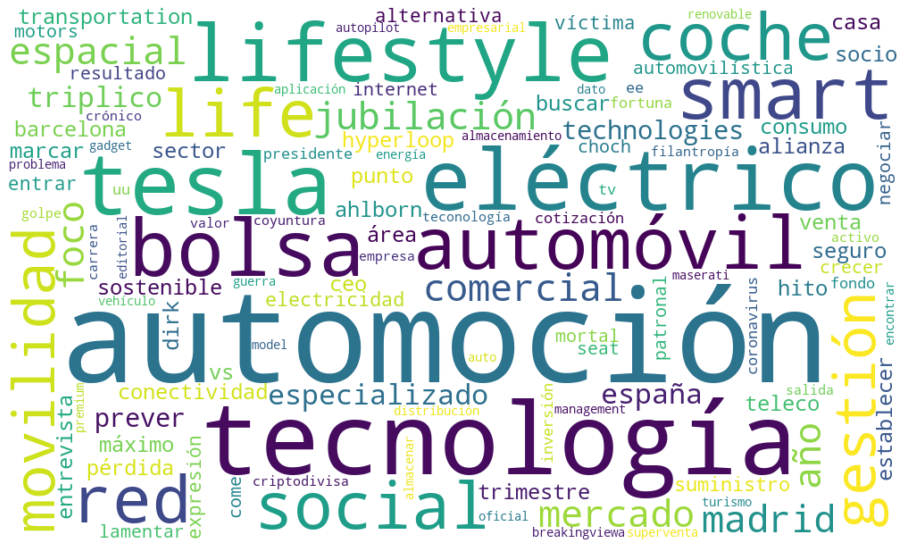 transportation alternativa renovable
motors autopilot empresarial víctima casa
espacial lifestyle coche socio
resultado automovilística
triplico life aplicación internet dato ee smart
crónico jubilación buscar fortuna
barcelona hyperloop almacenamiento technologies consumo
marcar sector presidente choch filantropía alianza
problema gadget energía
entrar tesla punto tv eléctrico negociar
uu ahlborn teconología cotización
golpe foco valor coyuntura venta
carrera editorial bolsa área automóvil activo
empresa seguro
sostenible guerra ceo maserati crecer
vehículo electricidad comercial hito fondo
movilidad dirk automoción patronal coronavirus encontrar
model auto mortal
vs seat gestión
conectividad especializado españa salida
premium prever distribución management teleco
entrevista máximo tecnología inversión año establecer
pérdida expresión almacenar suministro
red come criptodivisa trimestre turismo
social oficial mercado madrid
lamentar breakingviewa superventa